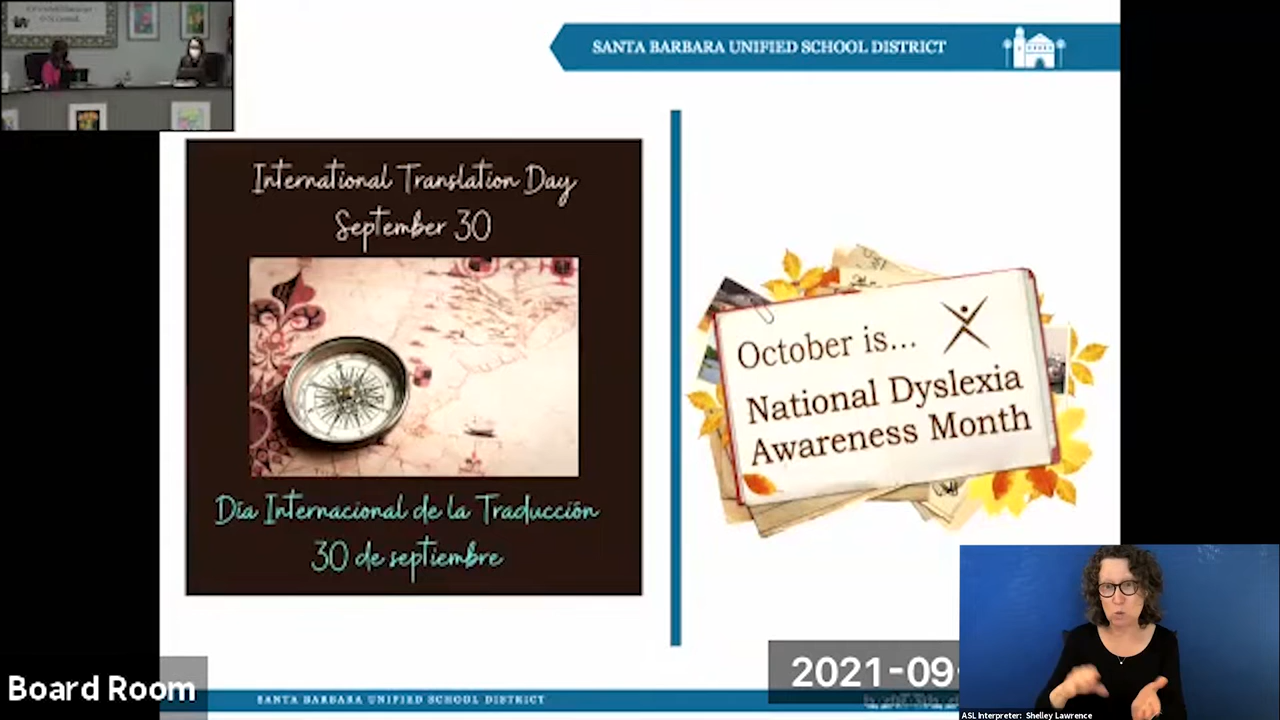 SANTA BARBARA UNIFIED SCHOOL DISTRICT
International Translation Day
September 30
Día Internacional de la Traducción
30 de septiembre
October is...
National Dyslexia
Awareness Month
Board Room
SANTA BARBARA UNIFIED SCHOOL DISTRICT
2021-09-
ASL Interpreter: Shelley Lawrence